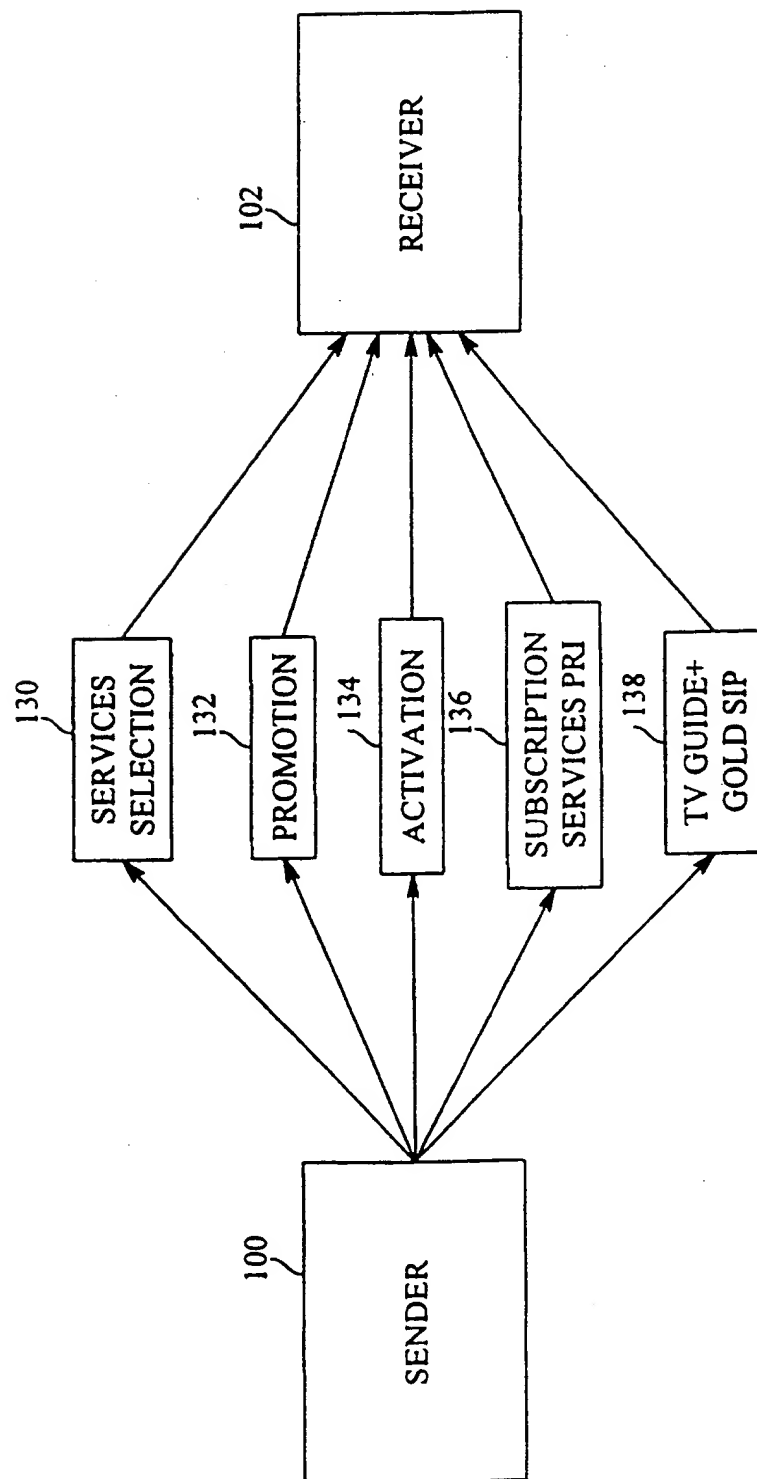 100
SENDER
130
SERVICES
SELECTION
132
PROMOTION
134
ACTIVATION
136
SUBSCRIPTION
SERVICES PRI
138
TV GUIDE+
GOLD SIP
102
RECEIVER